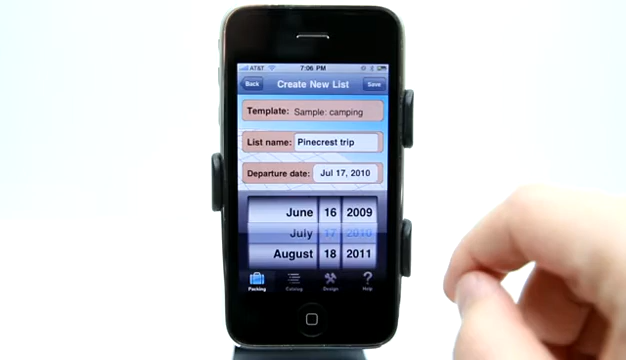 AT&T 7:06 PM
Back Create New List Save
Template: Sample: camping
List name: Pinecrest trip
Departure date: Jul 17, 2010
June 16 2009
July 17 2010
August 18 2011
Packing Catalog Design Help